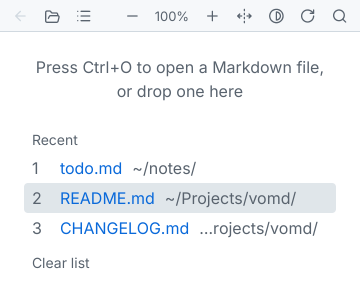 100%
Press Ctrl+O to open a Markdown file,
or drop one here
Recent
1 todo.md ~/notes/
2 README.md ~/Projects/vomd/
3 CHANGELOG.md ...rojects/vomd/
Clear list